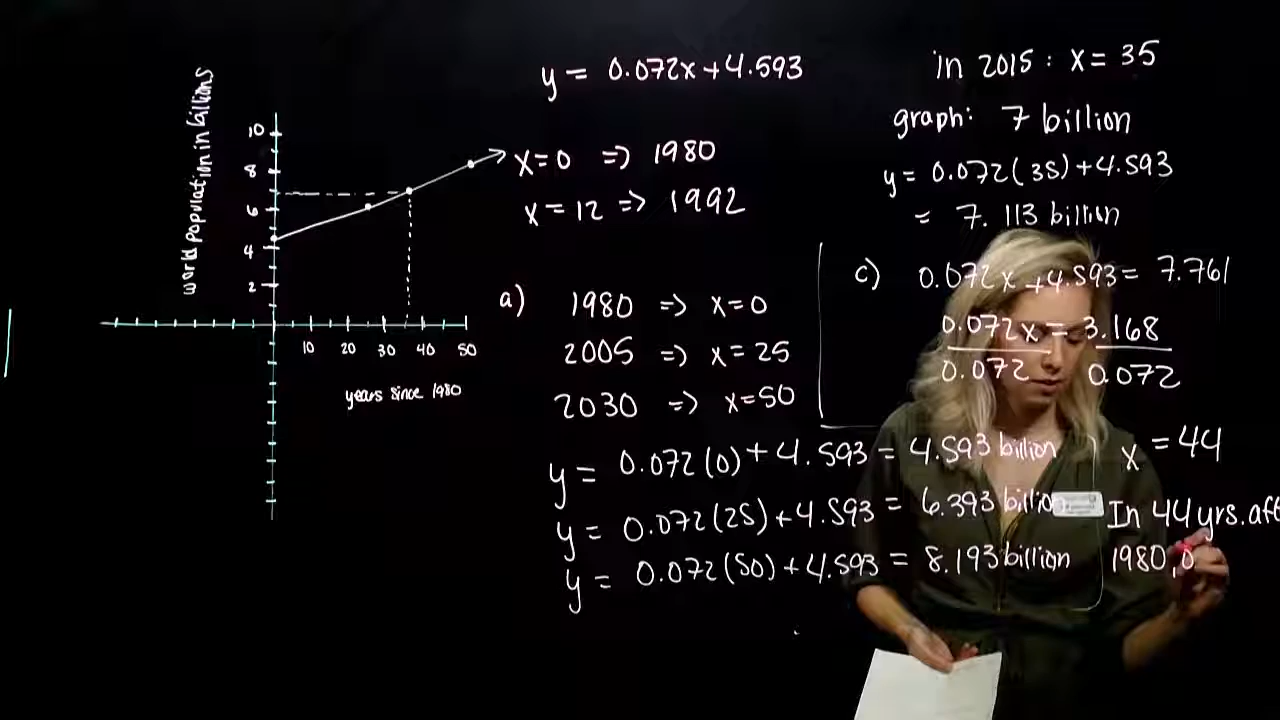 world population in billions
10
8
6
4
2
10 20 30 40 50
years since 1980
y = 0.072x + 4.593
x=0 => 1980
x = 12 => 1992
a) 1980 => x=0
2005 => x = 25
2030 => x=50
y = 0.072(0) + 4.593 = 4.593 billion
y = 0.072(25) + 4.593 = 6.393 billion
y = 0.072(50) + 4.593 = 8.193 billion
in 2015 : x = 35
graph: 7 billion
y = 0.072(35) + 4.593
= 7.113 billion
c) 0.072x + 4.593 = 7.761
0.072x = 3.168
0.072 0.072
x = 44
In 44 yrs. aft
1980, 0